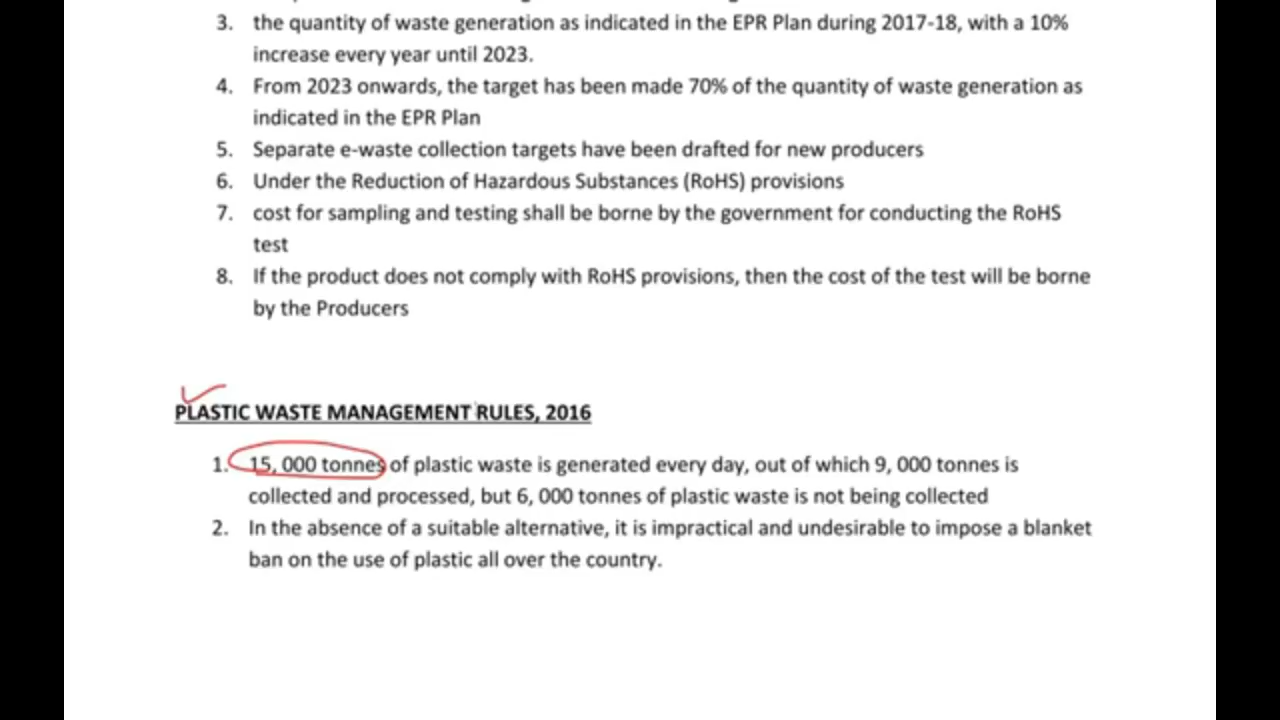 3. the quantity of waste generation as indicated in the EPR Plan during 2017-18, with a 10%
increase every year until 2023.
4. From 2023 onwards, the target has been made 70% of the quantity of waste generation as
indicated in the EPR Plan
5. Separate e-waste collection targets have been drafted for new producers
6. Under the Reduction of Hazardous Substances (RoHS) provisions
7. cost for sampling and testing shall be borne by the government for conducting the RoHS
test
8. If the product does not comply with RoHS provisions, then the cost of the test will be borne
by the Producers
PLASTIC WASTE MANAGEMENT RULES, 2016
1. 15, 000 tonnes of plastic waste is generated every day, out of which 9, 000 tonnes is
collected and processed, but 6, 000 tonnes of plastic waste is not being collected
2. In the absence of a suitable alternative, it is impractical and undesirable to impose a blanket
ban on the use of plastic all over the country.